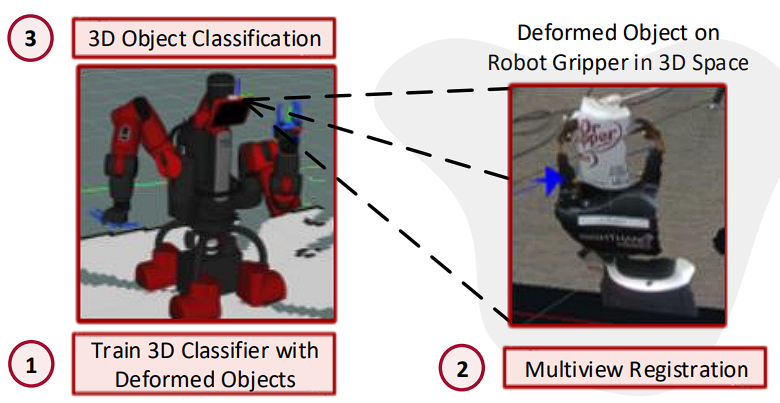 3
3D Object Classification
Deformed Object on
Robot Gripper in 3D Space
Dr
pper
1
Train 3D Classifier with
Deformed Objects
2
Multiview Registration